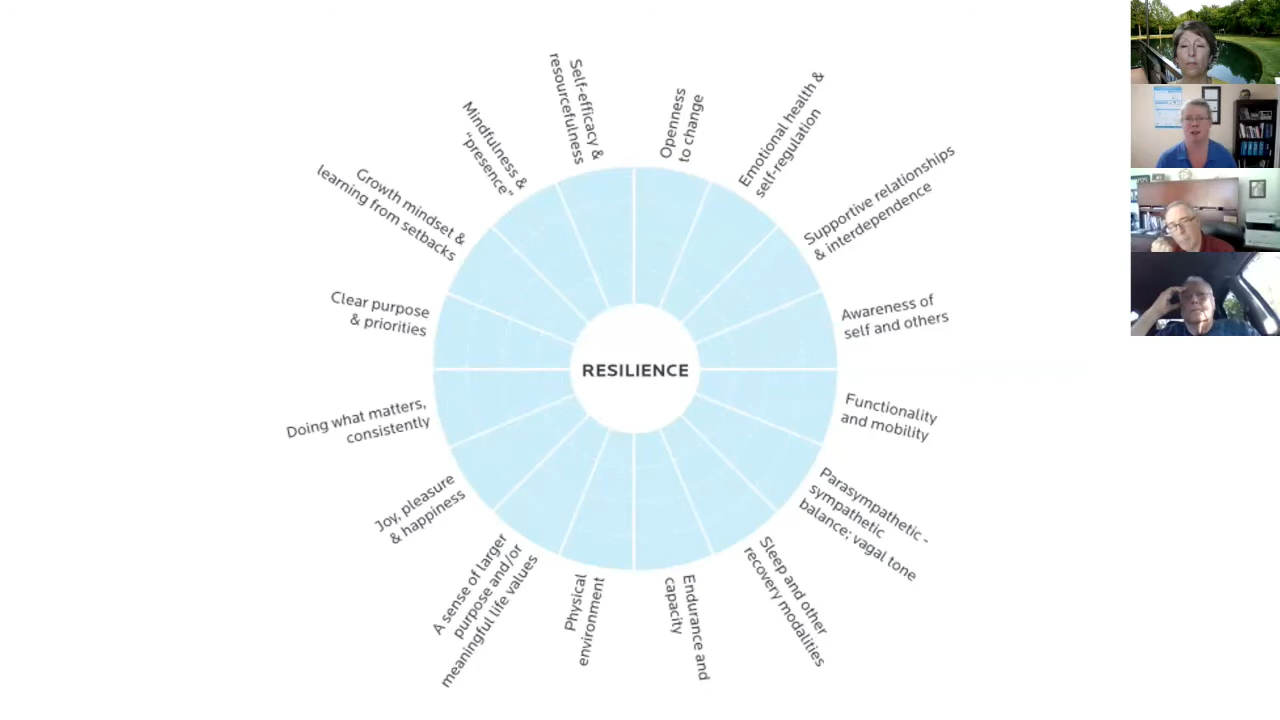 Self-efficacy &
resourcefulness
Openness
to change
Emotional health &
self-regulation
Supportive relationships
& interdependence
Awareness of
self and others
Functionality
and mobility
Parasympathetic -
sympathetic
balance; vagal tone
Sleep and other
recovery modalities
Endurance and
capacity
Physical
environment
A sense of larger
purpose and/or
meaningful life values
Joy, pleasure
& happiness
Doing what matters,
consistently
Clear purpose
& priorities
Growth mindset &
learning from setbacks
Mindfulness &
“presence”
RESILIENCE